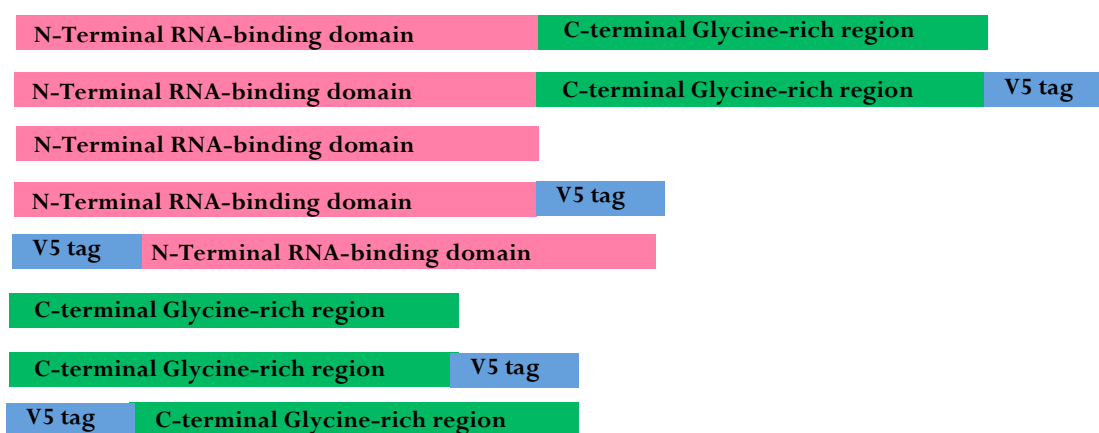 N-Terminal RNA-binding domain C-terminal Glycine-rich region
N-Terminal RNA-binding domain C-terminal Glycine-rich region V5 tag
N-Terminal RNA-binding domain
N-Terminal RNA-binding domain V5 tag
V5 tag N-Terminal RNA-binding domain
C-terminal Glycine-rich region
C-terminal Glycine-rich region V5 tag
V5 tag C-terminal Glycine-rich region